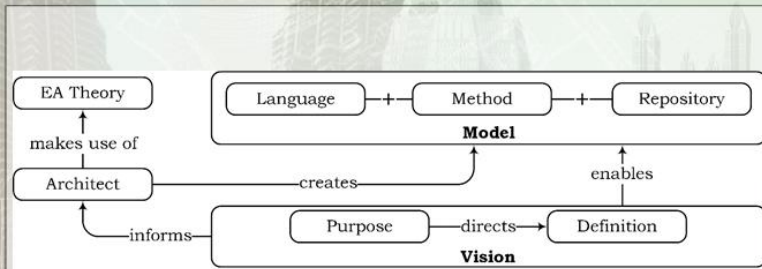 EA Theory
Language + Method + Repository
Model
makes use of
Architect
creates
enables
Purpose directs Definition
informs
Vision